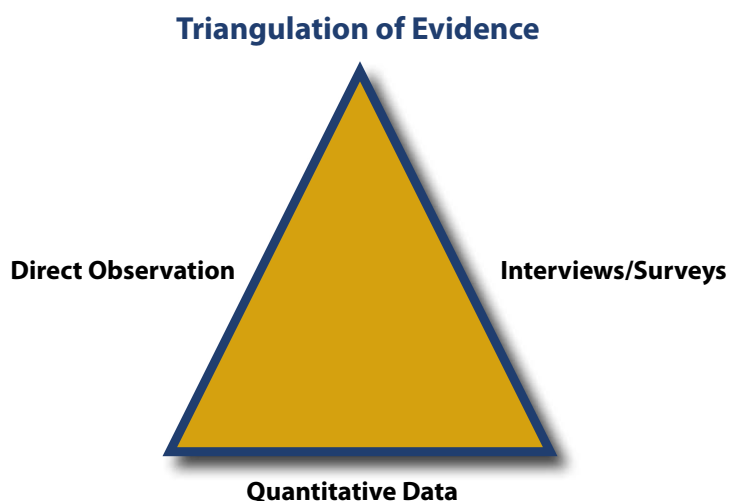 Triangulation of Evidence
Direct Observation
Interviews/Surveys
Quantitative Data